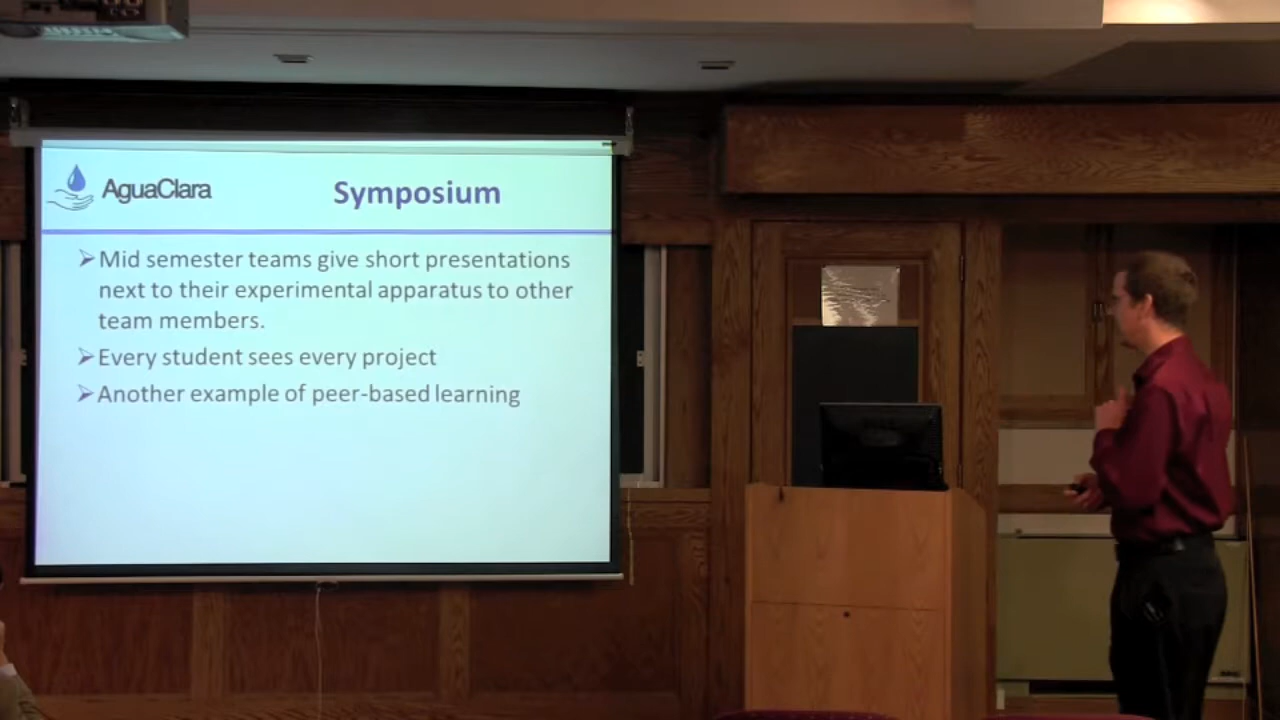 AguaClara
Symposium
Mid semester teams give short presentations
next to their experimental apparatus to other
team members.
Every student sees every project
Another example of peer-based learning